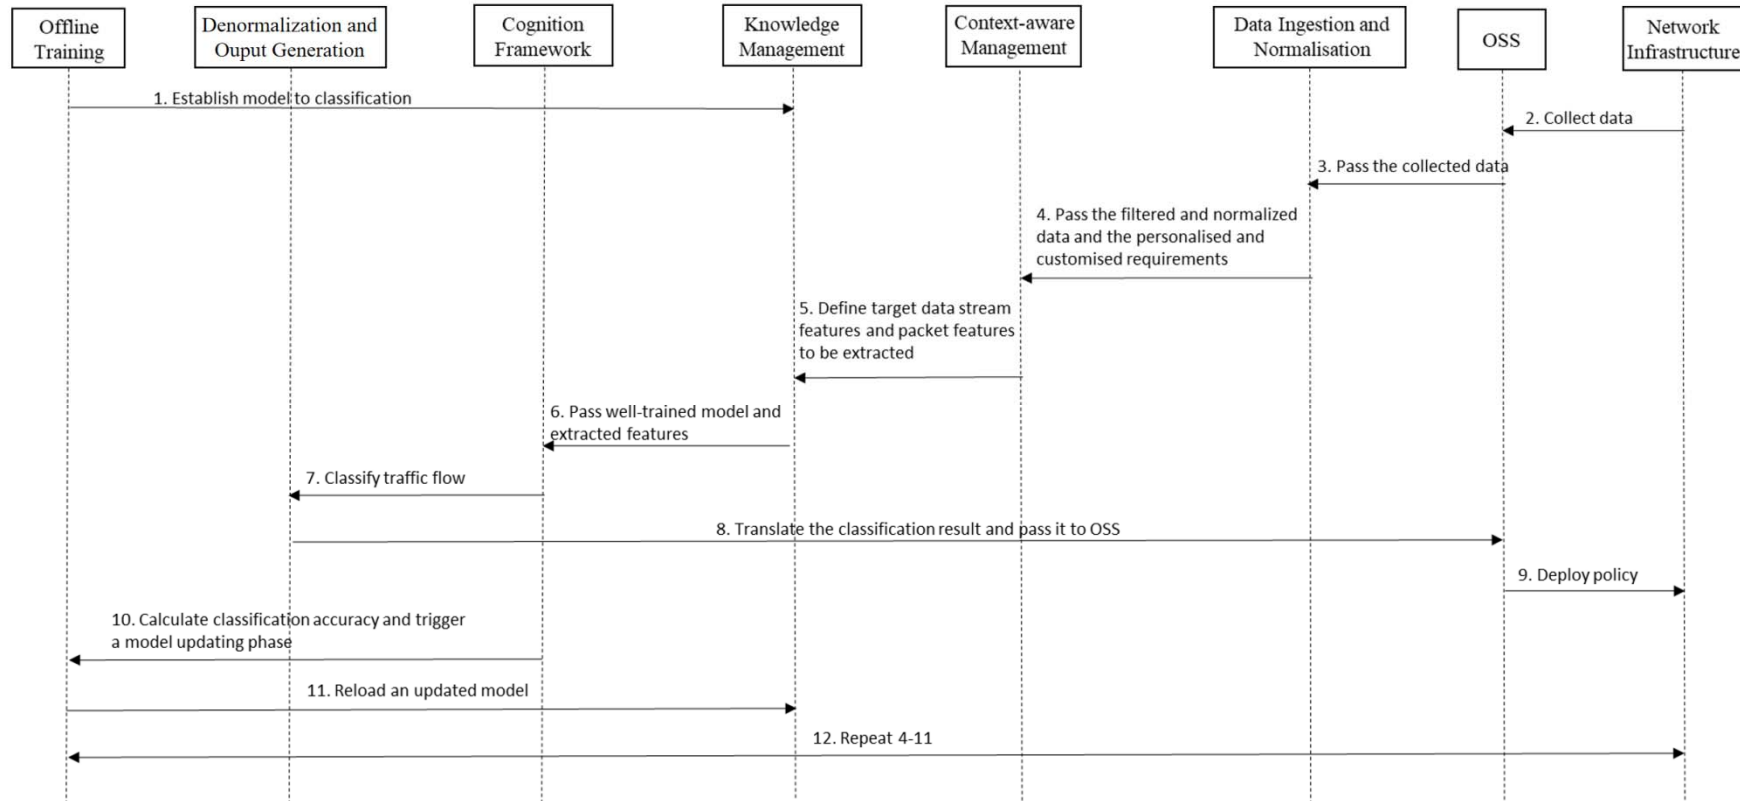 Offline
Training
Denormalization and
Ouput Generation
Cognition
Framework
Knowledge
Management
Context-aware
Management
Data Ingestion and
Normalisation
OSS
Network
Infrastructure
1. Establish model to classification
2. Collect data
3. Pass the collected data
4. Pass the filtered and normalized
data and the personalised and
customised requirements
5. Define target data stream
features and packet features
to be extracted
6. Pass well-trained model and
extracted features
7. Classify traffic flow
8. Translate the classification result and pass it to OSS
9. Deploy policy
10. Calculate classification accuracy and trigger
a model updating phase
11. Reload an updated model
12. Repeat 4-11